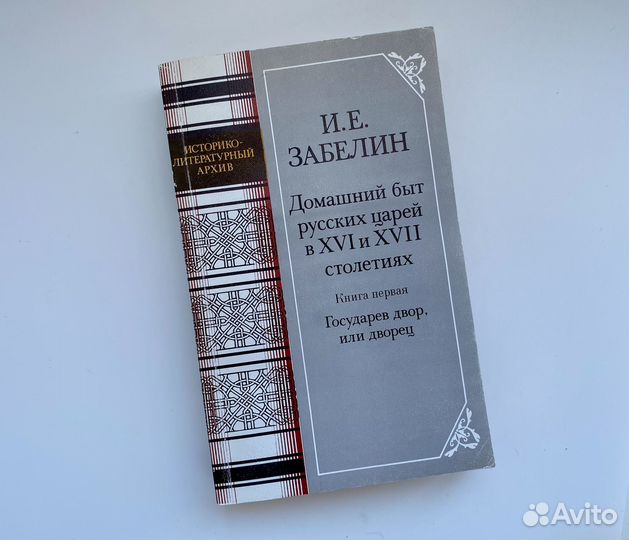 ИСТОРИКО-
ЛИТЕРАТУРНЫЙ
АРХИВ
И.Е.
ЗАБЕЛИН
Домашний быт
русских царей
в XVI и XVII
столетиях
Книга первая
Государев двор,
или дворец
Avito